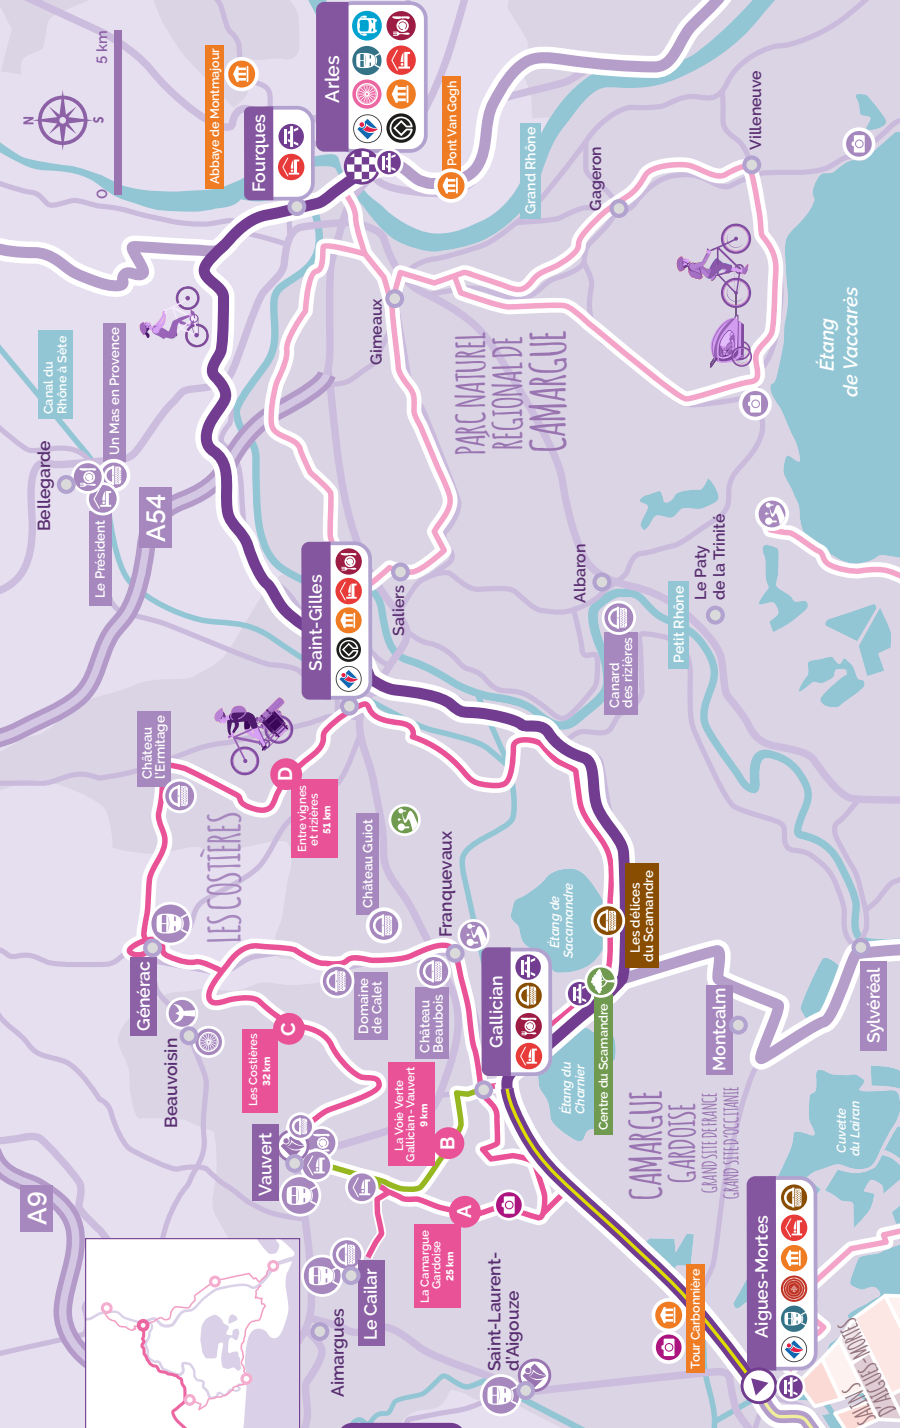 N
S
0
5 km
Abbaye de Montmajour
Fourques
Arles
Pont Van Gogh
Grand Rhône
Gageron
Villeneuve
Canal du
Rhône à Sète
Un Mas en Provence
Bellegarde
Le Président
A54
Gimeaux
PARC NATUREL
RÉGIONAL DE
CAMARGUE
Étang
de Vaccarès
Saint-Gilles
Saliers
Albaron
Le Paty
de la Trinité
Petit Rhône
Canard
des rizières
Château
l'Ermitage
D
Entre vignes
et rizières
51 km
LES COSTIÈRES
Château Guiot
Franquevaux
Générac
Beauvoisin
Domaine
de Calet
Château
Beaubois
C
Les Costières
32 km
Gallician
Étang de
Scamandre
Les délices
du Scamandre
Centre du Scamandre
Étang du
Charnier
Montcalm
Sylvéréal
CAMARGUE
GARDOISE
GRAND SITE DE FRANCE
GRAND SITE D'OCCITANIE
Cuvette
du Lairan
La Voie Verte
Gallician-Vauvert
9 km
B
Vauvert
A9
A
La Camargue
Gardoise
25 km
Le Cailar
Aimargues
Saint-Laurent-
d'Aigouze
Tour Carbonnière
Aigues-Mortes
SALINS
D'AIGUES-MORTES